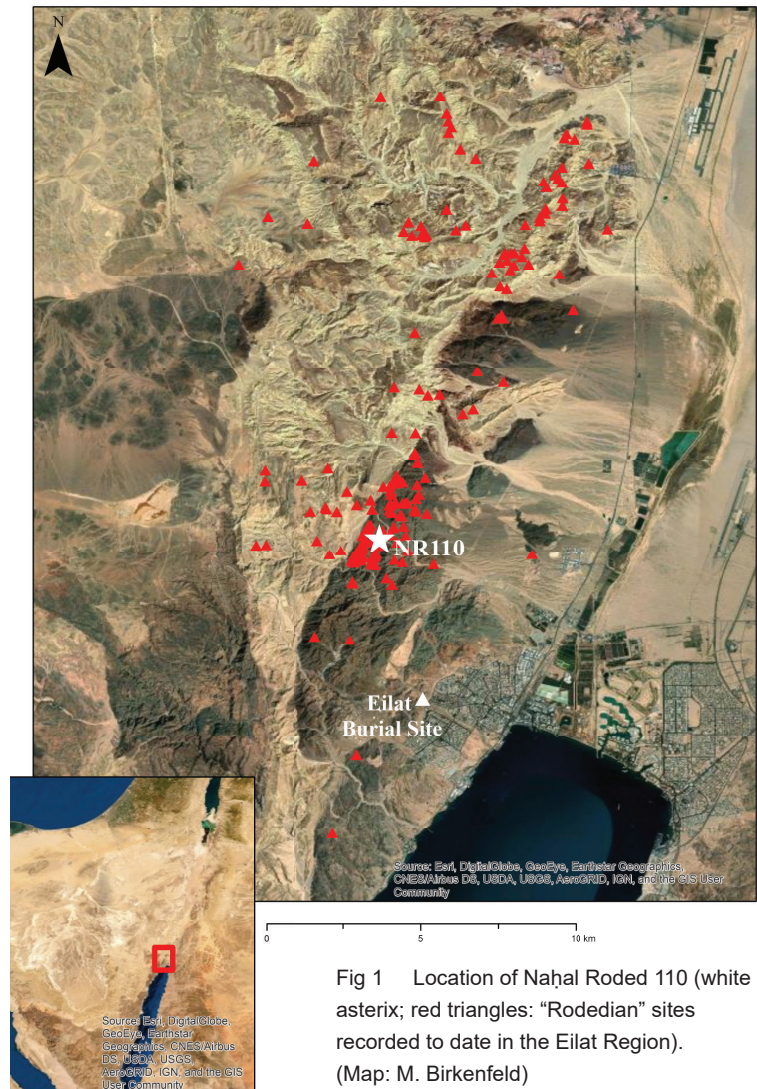 N
NR110
Eilat
Burial Site
Source: Esri, DigitalGlobe, GeoEye, Earthstar Geographics,
CNES/Airbus DS, USDA, USGS, AeroGRID, IGN, and the GIS User
Community
0 5 10 km
Source: Esri, DigitalGlobe,
GeoEye, Earthstar
Geographics, CNES/Airbus
DS, USDA, USGS,
AeroGRID, IGN, and the GIS
User Community
Fig 1 Location of Naḥal Roded 110 (white
asterix; red triangles: “Rodedian” sites
recorded to date in the Eilat Region).
(Map: M. Birkenfeld)